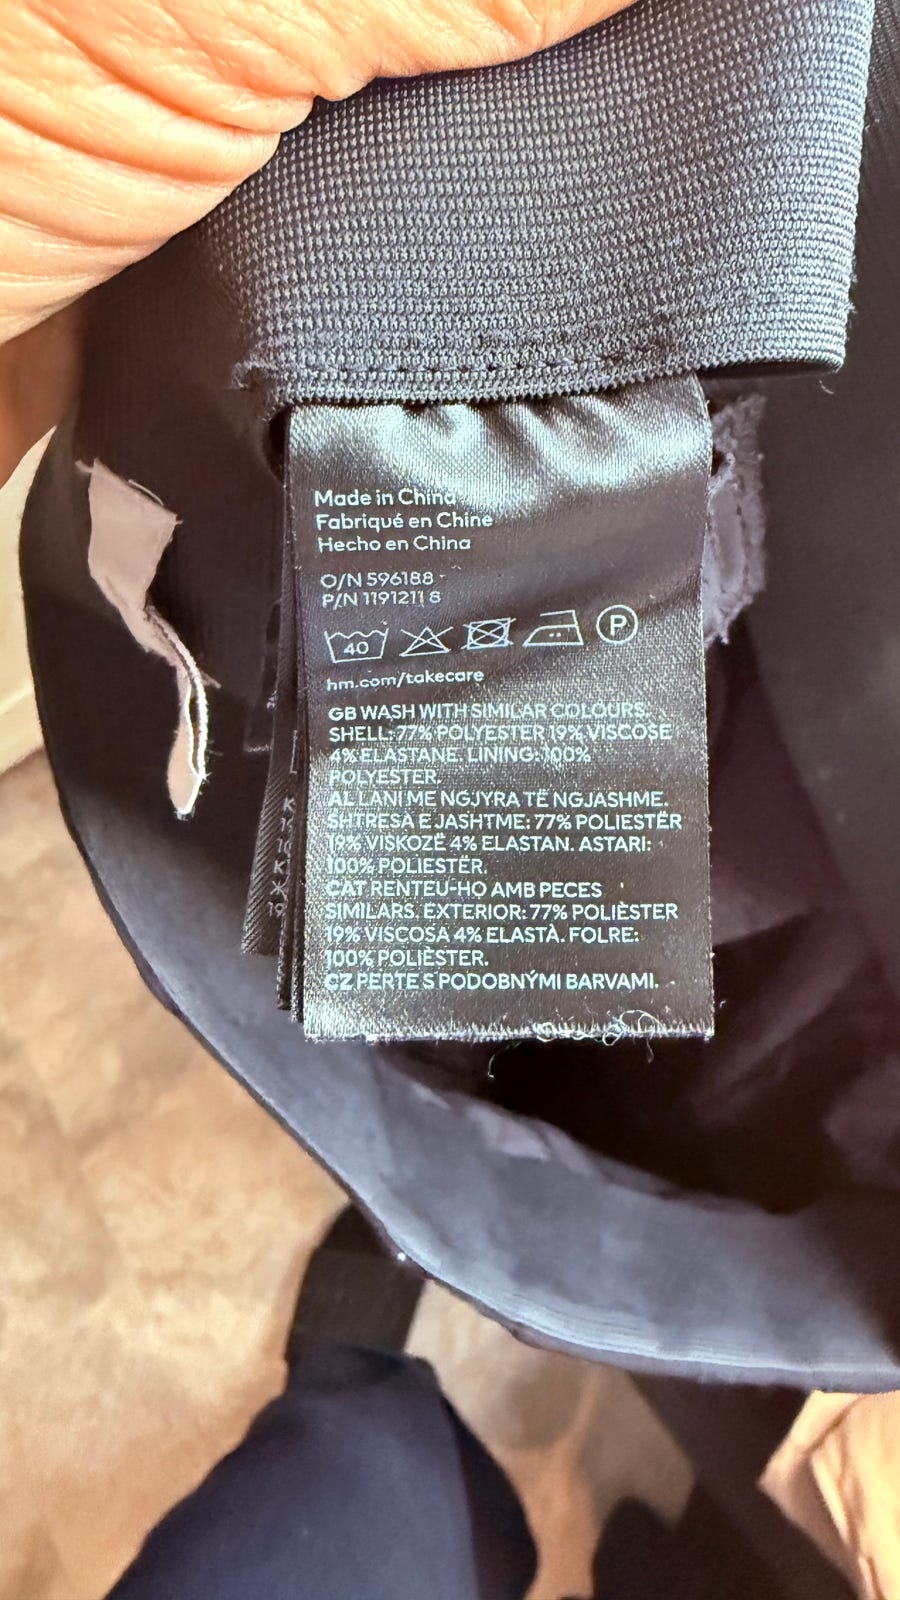 Made in China
Fabriqué en Chine
Hecho en China
O/N 596188
P/N 1191211 8
40 P
hm.com/takecare
GB WASH WITH SIMILAR COLOURS.
SHELL: 77% POLYESTER 19% VISCOSE
4% ELASTANE. LINING: 100%
POLYESTER.
AL LANI ME NGJYRA TË NGJASHME.
SHTRESA E JASHTME: 77% POLIESTËR
19% VISKOZË 4% ELASTAN. ASTARI:
100% POLIESTËR.
CAT RENTEU-HO AMB PECES
SIMILARS. EXTERIOR: 77% POLIÈSTER
19% VISCOSA 4% ELASTÀ. FOLRE:
100% POLIÈSTER.
CZ PERTE S PODOBNÝMI BARVAMI.